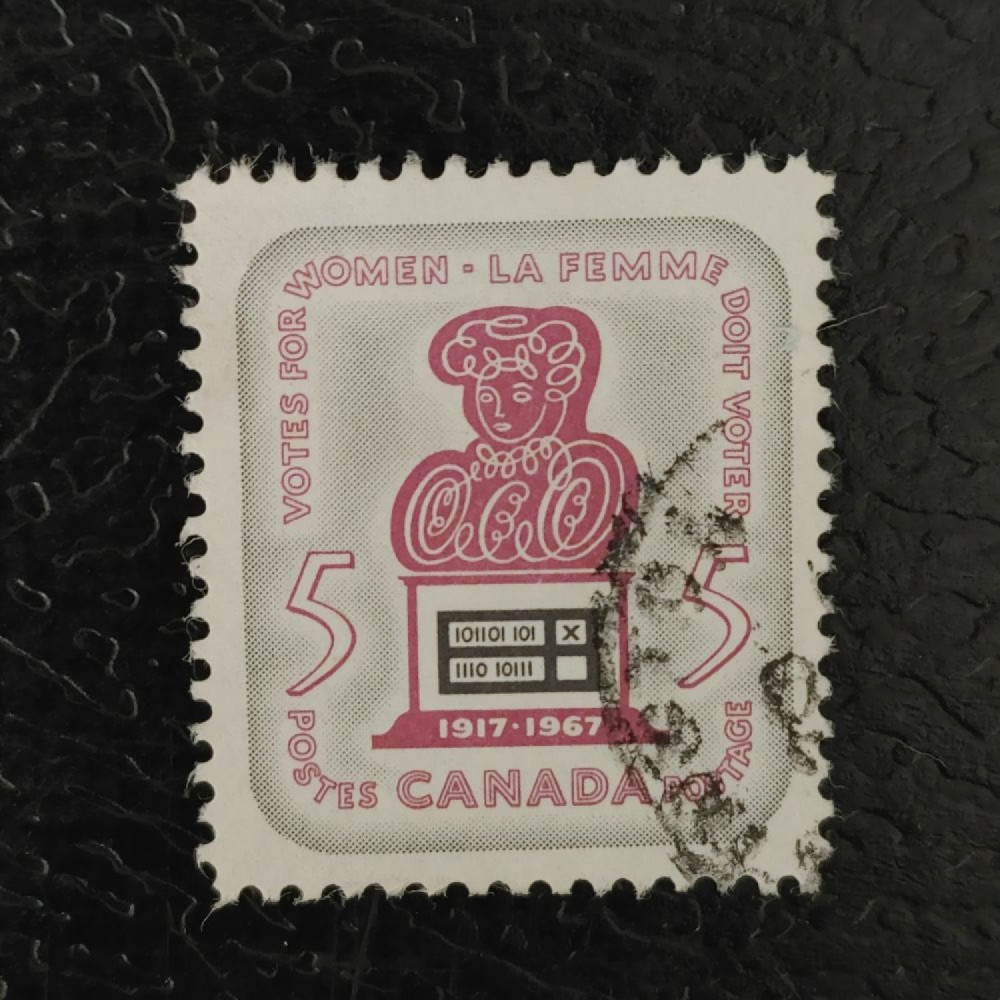 VOTES FOR WOMEN - LA FEMME DOIT VOTER
5 5
101101 101 X
1110 10111
1917·1967
POSTES CANADA POSTAGE